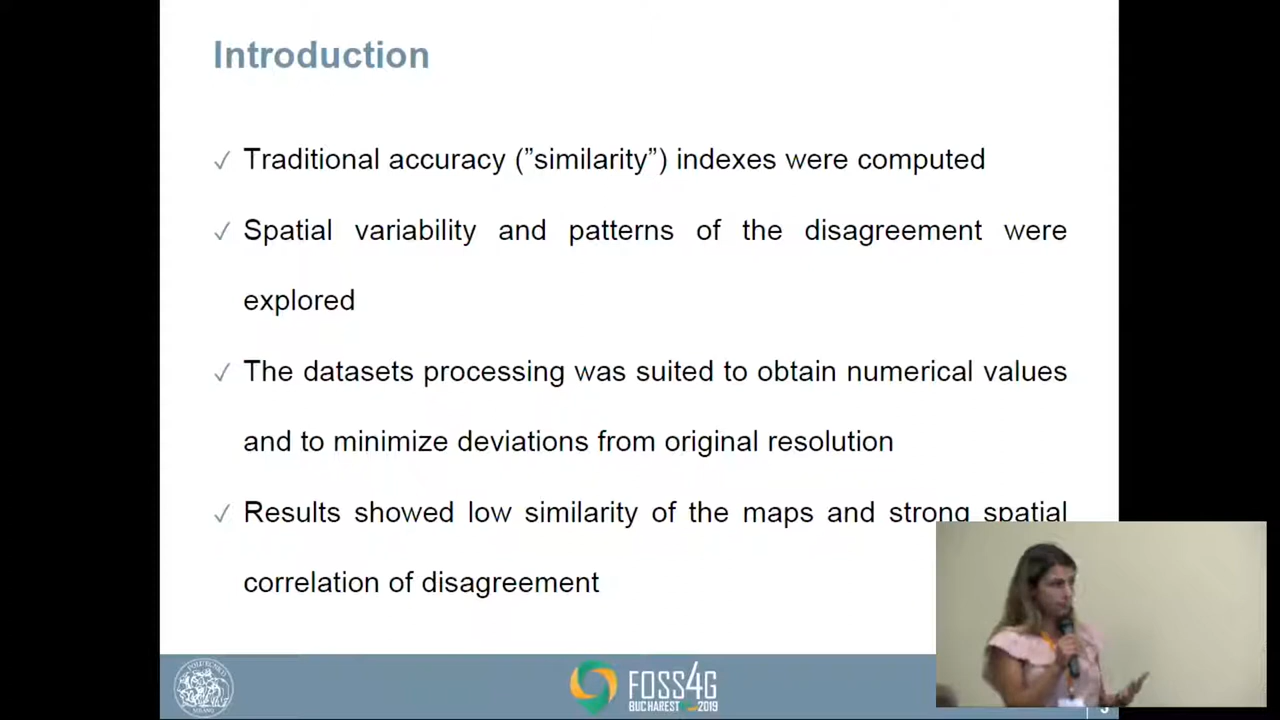 Introduction
✓ Traditional accuracy (”similarity”) indexes were computed
✓ Spatial variability and patterns of the disagreement were
explored
✓ The datasets processing was suited to obtain numerical values
and to minimize deviations from original resolution
✓ Results showed low similarity of the maps and strong spatial
correlation of disagreement
POLITECNICO
MILANO
FOSS4G
BUCHAREST 2019